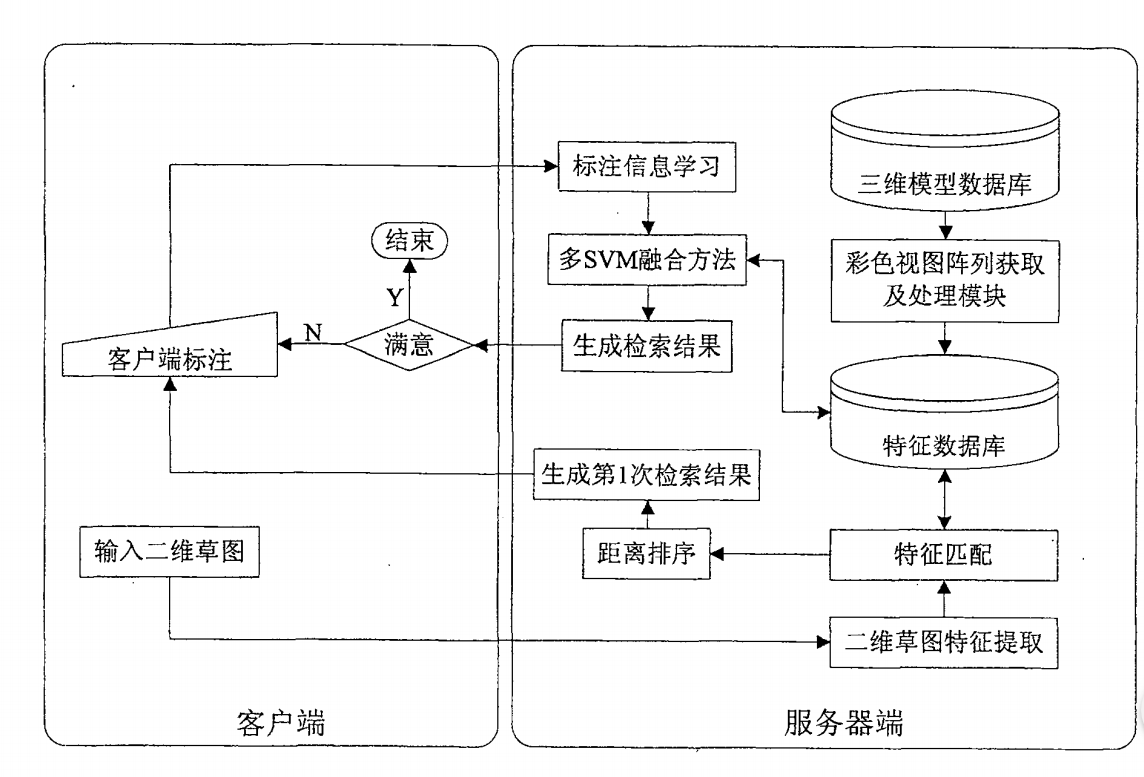 标注信息学习
三维模型数据库
结束
多SVM融合方法
彩色视图阵列获取
及处理模块
Y
N
满意
生成检索结果
客户端标注
特征数据库
生成第1次检索结果
输入二维草图
距离排序
特征匹配
二维草图特征提取
客户端
服务器端